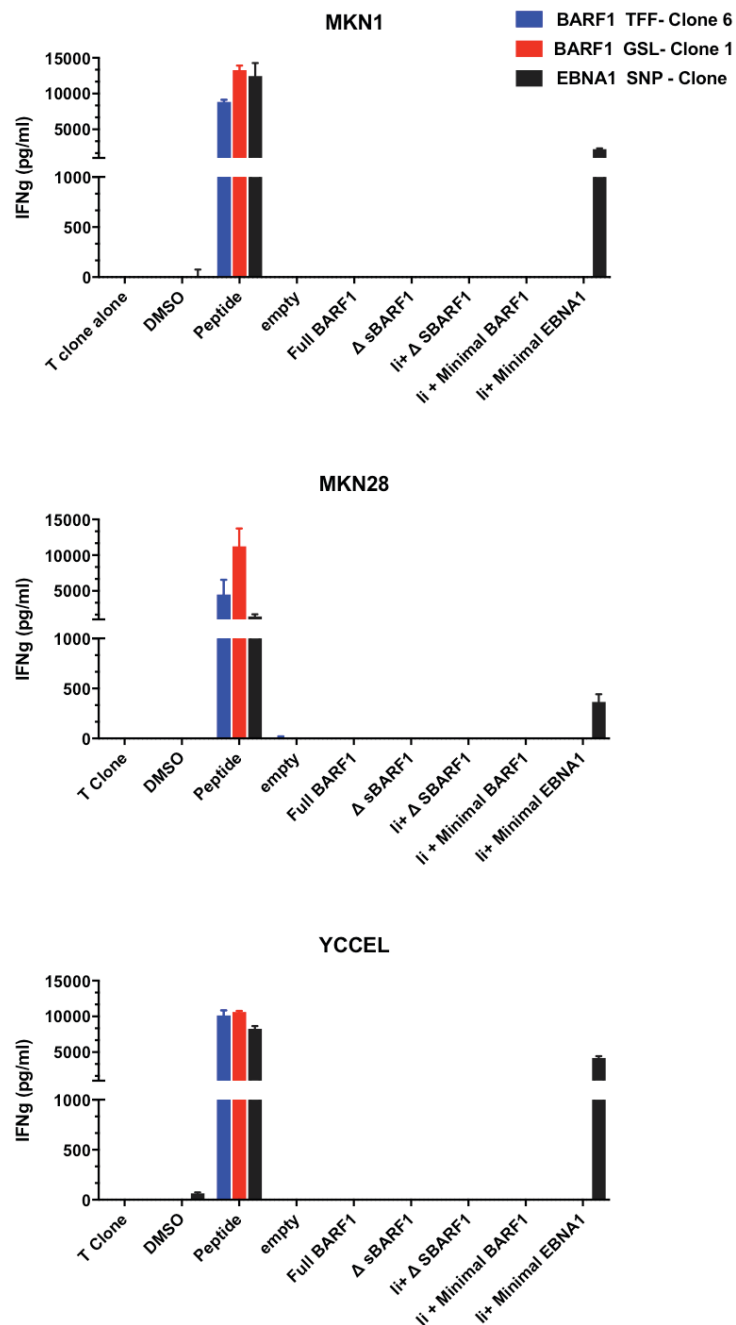 MKN1
BARF1 TFF- Clone 6
BARF1 GSL- Clone 1
EBNA1 SNP - Clone
IFNg (pg/ml)
15000
10000
5000
1000
500
0
T clone alone
DMSO
Peptide
empty
Full BARF1
Δ sBARF1
Ii+ Δ SBARF1
Ii + Minimal BARF1
Ii+ Minimal EBNA1
MKN28
IFNg (pg/ml)
15000
10000
5000
1000
500
0
T Clone
DMSO
Peptide
empty
Full BARF1
Δ sBARF1
Ii+ Δ SBARF1
Ii + Minimal BARF1
Ii+ Minimal EBNA1
YCCEL
IFNg (pg/ml)
15000
10000
5000
1000
500
0
T Clone
DMSO
Peptide
empty
Full BARF1
Δ sBARF1
Ii+ Δ SBARF1
Ii + Minimal BARF1
Ii+ Minimal EBNA1